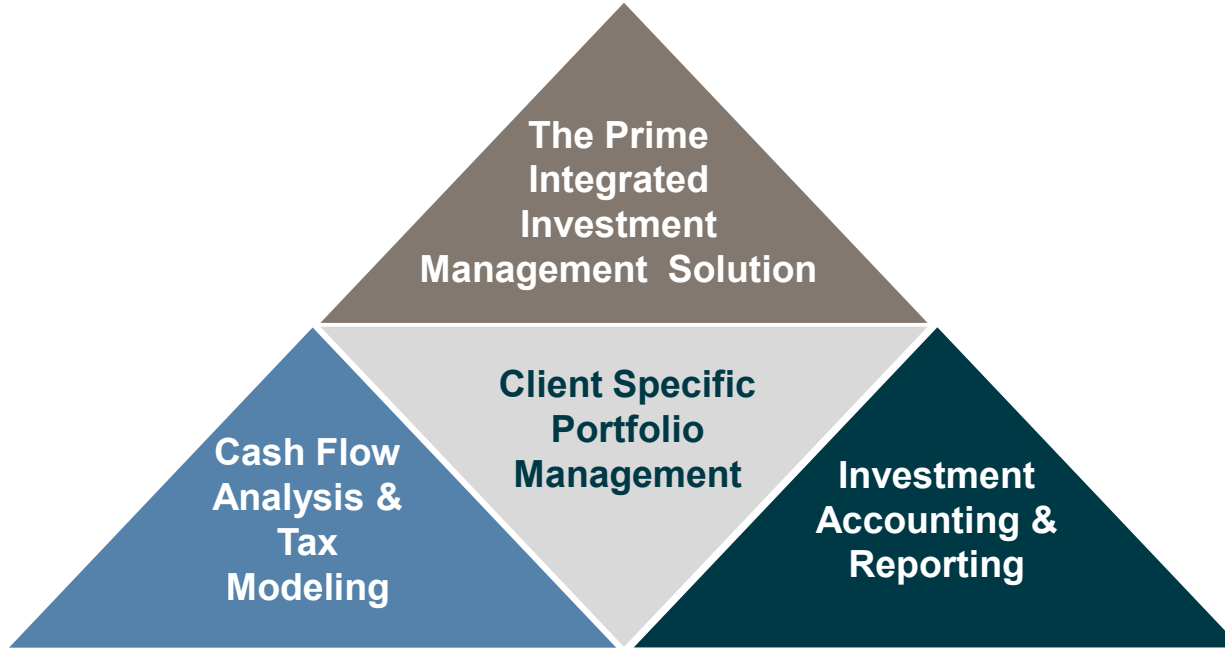 The Prime
Integrated
Investment
Management  Solution
Client Specific
Portfolio
Management
Cash Flow
Analysis &
Tax
Modeling
Investment
Accounting &
Reporting